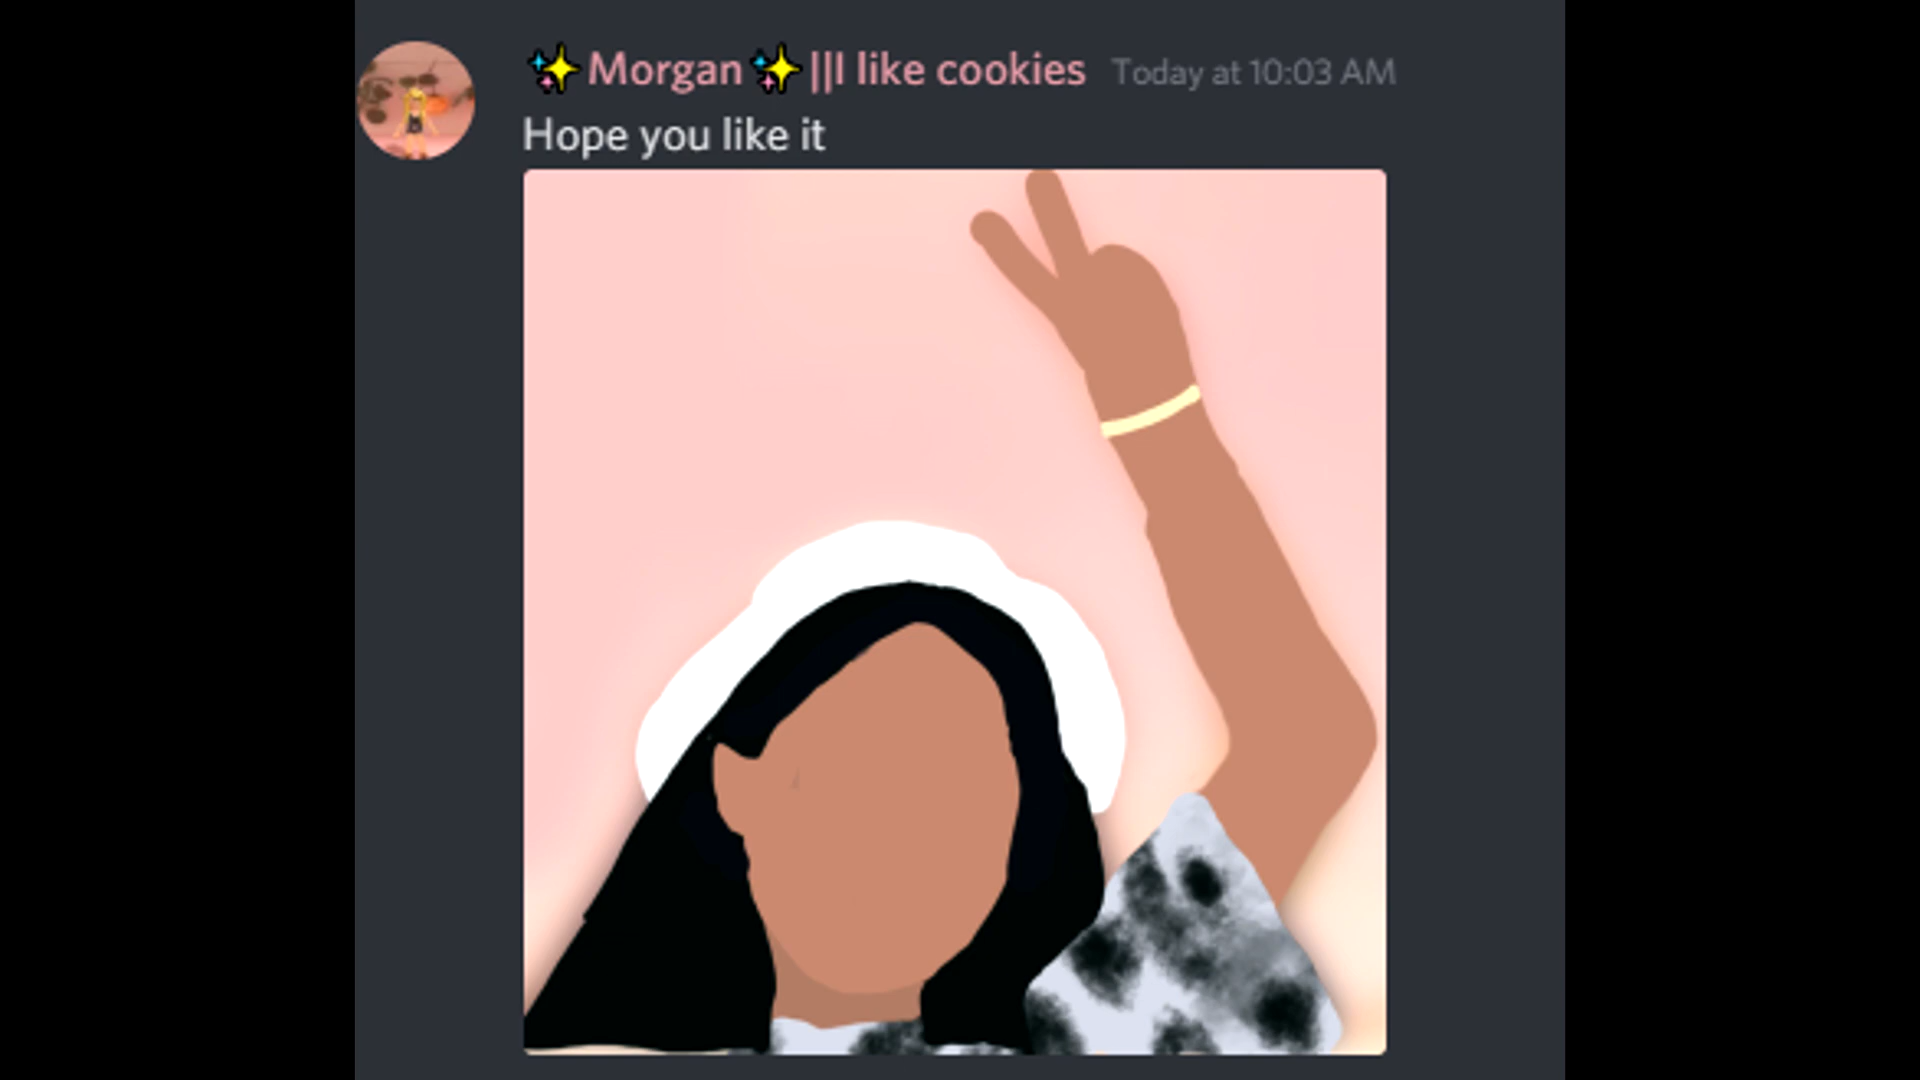 ✨Morgan✨||I like cookies Today at 10:03 AM
Hope you like it